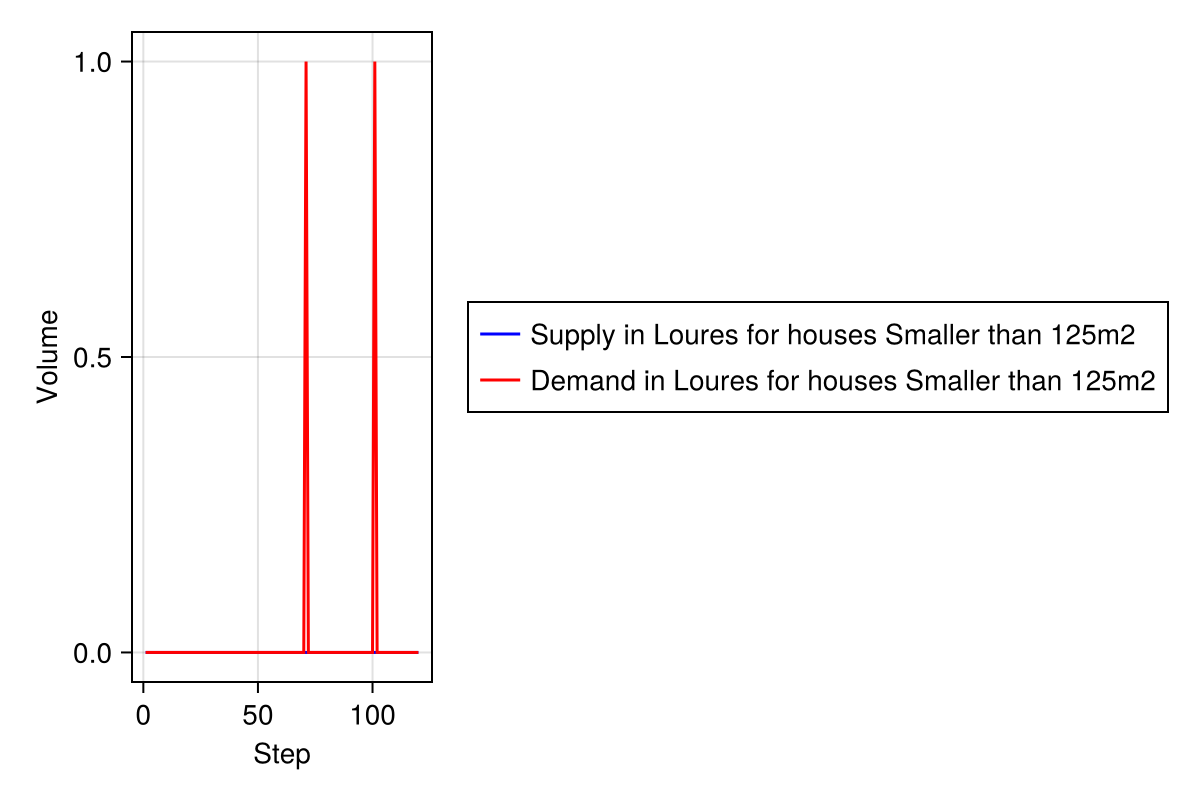 1.0
0.5
0.0
Volume
0
50
100
Step
Supply in Loures for houses Smaller than 125m2
Demand in Loures for houses Smaller than 125m2